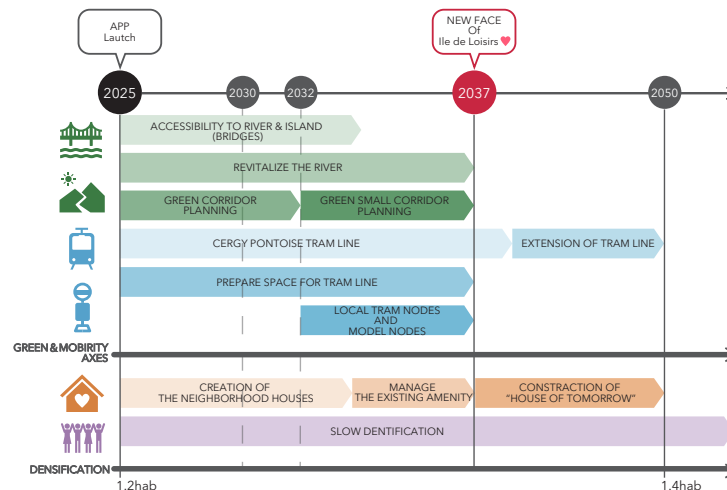 APP
Lautch
NEW FACE
Of
Ile de Loisirs
2025
2030
2032
2037
2050
ACCESSIBILITY TO RIVER & ISLAND
(BRIDGES)
REVITALIZE THE RIVER
GREEN CORRIDOR
PLANNING
GREEN SMALL CORRIDOR
PLANNING
CERGY PONTOISE TRAM LINE
EXTENSION OF TRAM LINE
PREPARE SPACE FOR TRAM LINE
LOCAL TRAM NODES
AND
MODEL NODES
GREEN & MOBIRITY
AXES
CREATION OF
THE NEIGHBORHOOD HOUSES
MANAGE
THE EXISTING AMENITY
CONSTRACTION OF
“HOUSE OF TOMORROW”
SLOW DENTIFICATION
DENSIFICATION
1.2hab
1.4hab